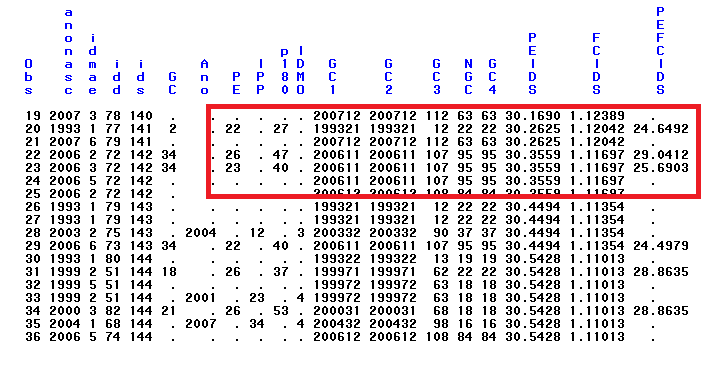 Obs anonasc idmae idd ids GC Ano PE IPP p180 IDMO GC1 GC2 GC3 NGC GC4 PEIDS FCIDS PEFCIDS
19 2007 3 78 140 . . . . . . 200712 200712 112 63 63 30.1690 1.12389 .
20 1993 1 77 141 2 . 22 . 27 . 199321 199321 12 22 22 30.2625 1.12042 24.6492
21 2007 6 79 141 . . . . . . 200712 200712 112 63 63 30.2625 1.12042 .
22 2006 2 72 142 34 . 26 . 47 . 200611 200611 107 95 95 30.3559 1.11697 29.0412
23 2006 3 72 142 34 . 23 . 40 . 200611 200611 107 95 95 30.3559 1.11697 25.6903
24 2006 5 72 142 . . . . . . 200611 200611 107 95 95 30.3559 1.11697 .
25 2006 2 72 142 . . . . . . 200612 200612 108 84 84 30.3559 1.11697 .
26 1993 1 79 143 . . . . . . 199321 199321 12 22 22 30.4494 1.11354 .
27 1993 1 79 143 . . . . . . 199321 199321 12 22 22 30.4494 1.11354 .
28 2003 2 75 143 . 2004 . 12 . 3 200332 200332 90 37 37 30.4494 1.11354 .
29 2006 6 73 143 34 . 22 . 40 . 200611 200611 107 95 95 30.4494 1.11354 24.4979
30 1993 1 80 144 . . . . . . 199322 199322 13 19 19 30.5428 1.11013 .
31 1999 2 51 144 18 . 26 . 37 . 199971 199971 62 22 22 30.5428 1.11013 28.8635
32 1999 5 51 144 . . . . . . 199972 199972 63 18 18 30.5428 1.11013 .
33 1999 2 51 144 . 2001 . 23 . 4 199972 199972 63 18 18 30.5428 1.11013 .
34 2000 3 82 144 21 . 26 . 53 . 200031 200031 68 18 18 30.5428 1.11013 28.8635
35 2004 1 68 144 . 2007 . 34 . 4 200432 200432 98 16 16 30.5428 1.11013 .
36 2006 5 74 144 . . . . . . 200612 200612 108 84 84 30.5428 1.11013 .